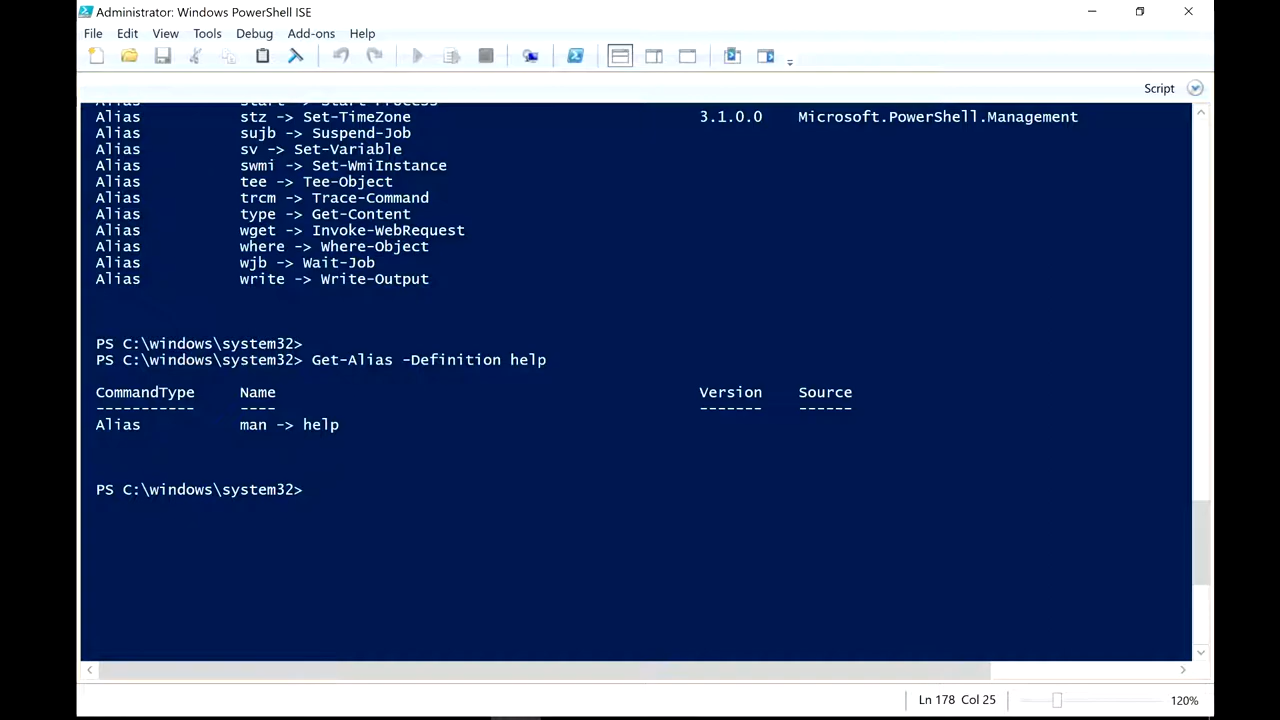 Administrator: Windows PowerShell ISE
File Edit View Tools Debug Add-ons Help
Script
Alias start -> Start-Process
Alias stz -> Set-TimeZone 3.1.0.0 Microsoft.PowerShell.Management
Alias sujb -> Suspend-Job
Alias sv -> Set-Variable
Alias swmi -> Set-WmiInstance
Alias tee -> Tee-Object
Alias trcm -> Trace-Command
Alias type -> Get-Content
Alias wget -> Invoke-WebRequest
Alias where -> Where-Object
Alias wjb -> Wait-Job
Alias write -> Write-Output
PS C:\windows\system32>
PS C:\windows\system32> Get-Alias -Definition help
CommandType Name Version Source
----------- ---- ------- ------
Alias man -> help
PS C:\windows\system32>
Ln 178 Col 25 120%